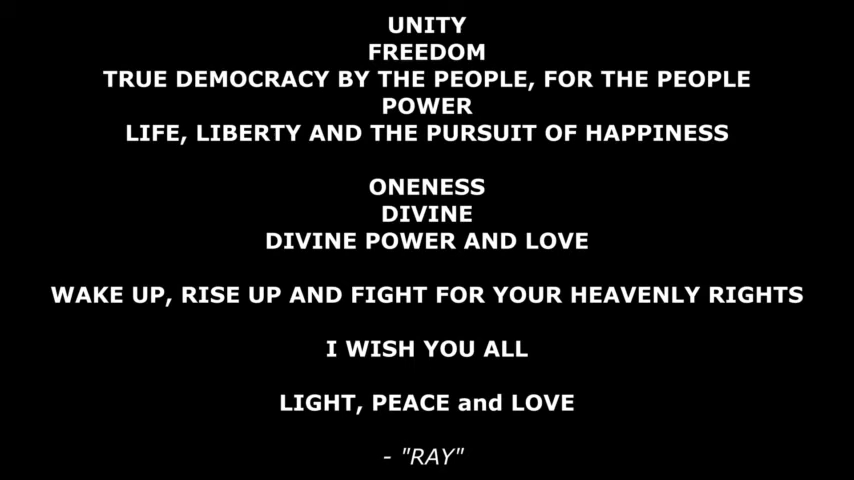 UNITY
FREEDOM
TRUE DEMOCRACY BY THE PEOPLE, FOR THE PEOPLE
POWER
LIFE, LIBERTY AND THE PURSUIT OF HAPPINESS
ONENESS
DIVINE
DIVINE POWER AND LOVE
WAKE UP, RISE UP AND FIGHT FOR YOUR HEAVENLY RIGHTS
I WISH YOU ALL
LIGHT, PEACE and LOVE
- "RAY"